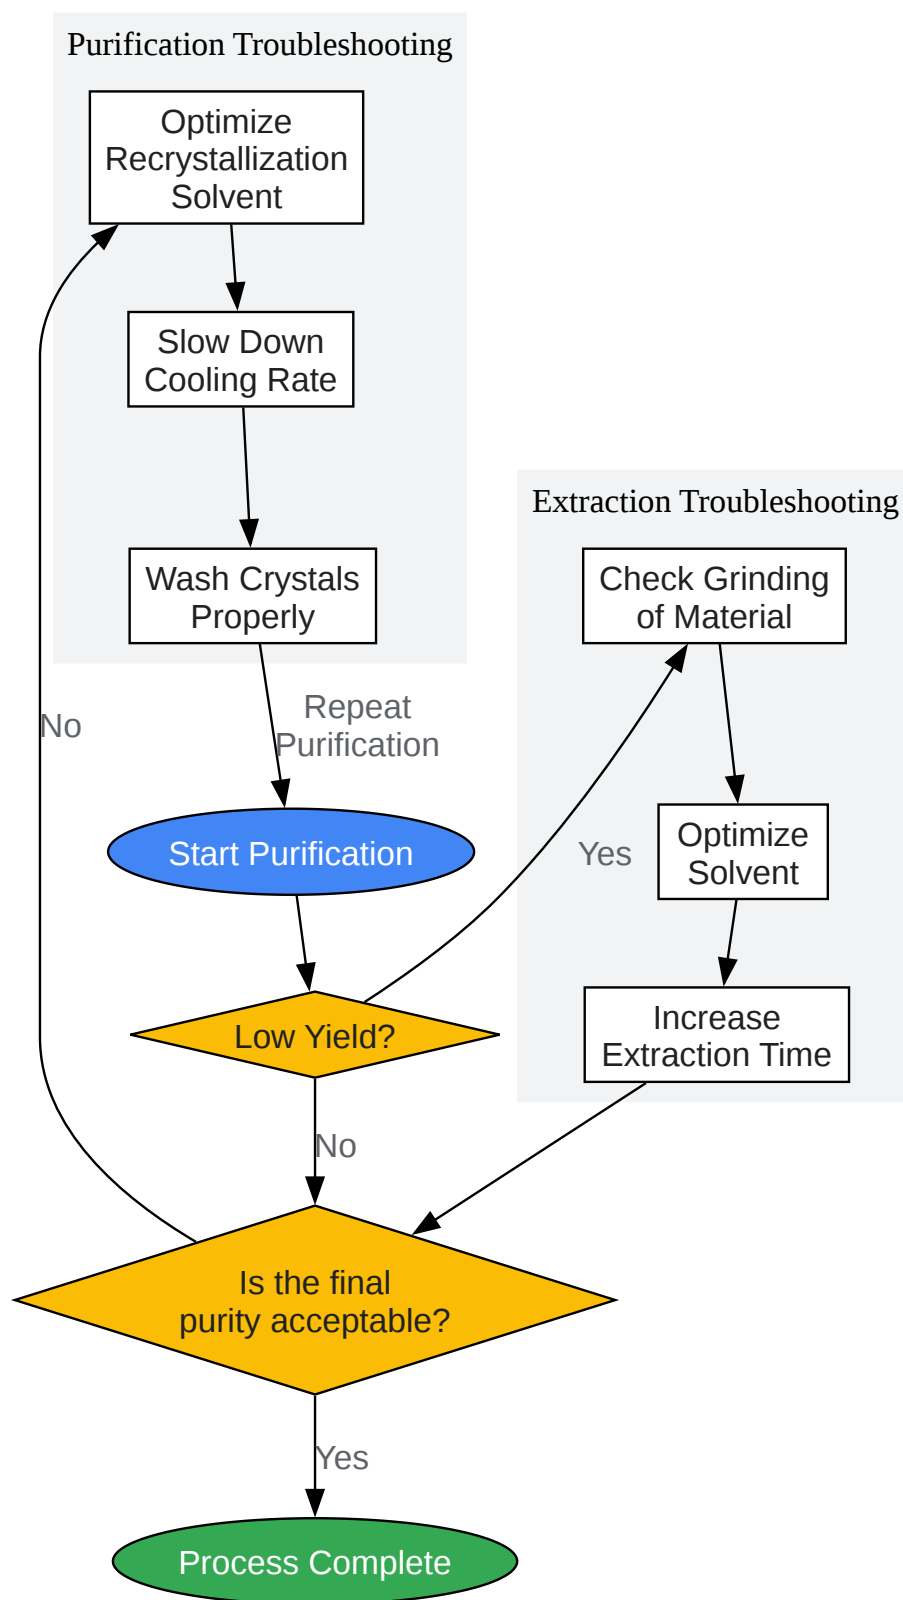 Purification Troubleshooting
Optimize
Recrystallization
Solvent
Slow Down
Cooling Rate
Extraction Troubleshooting
Wash Crystals
Properly
Check Grinding
of Material
No
Repeat
Purification
Start Purification
Yes
Optimize
Solvent
Low Yield?
Increase
Extraction Time
No
Is the final
purity acceptable?
Yes
Process Complete